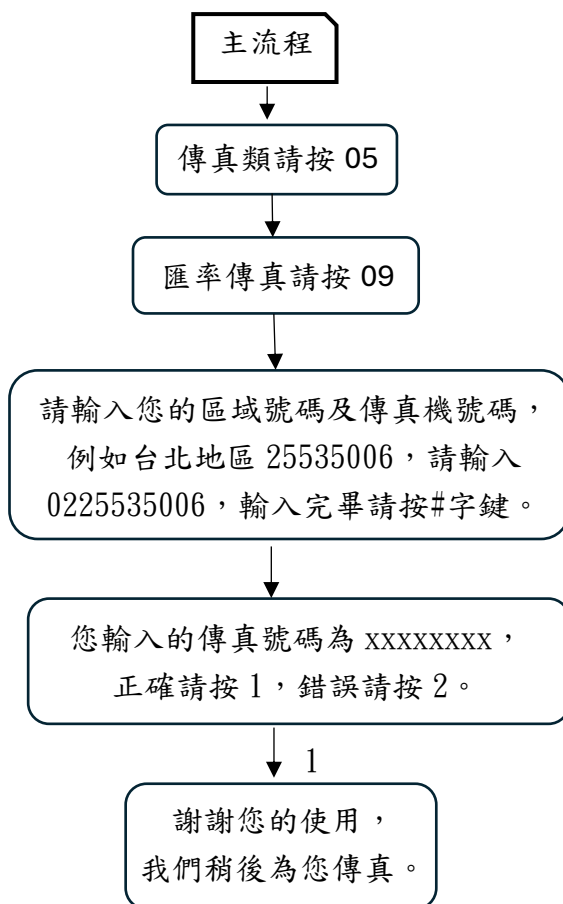 主流程
傳真類請按 05
匯率傳真請按 09
請輸入您的區域號碼及傳真機號碼，
例如台北地區 25535006，請輸入
0225535006，輸入完畢請按#字鍵。
您輸入的傳真號碼為 xxxxxxxx，
正確請按 1，錯誤請按 2。
1
謝謝您的使用，
我們稍後為您傳真。